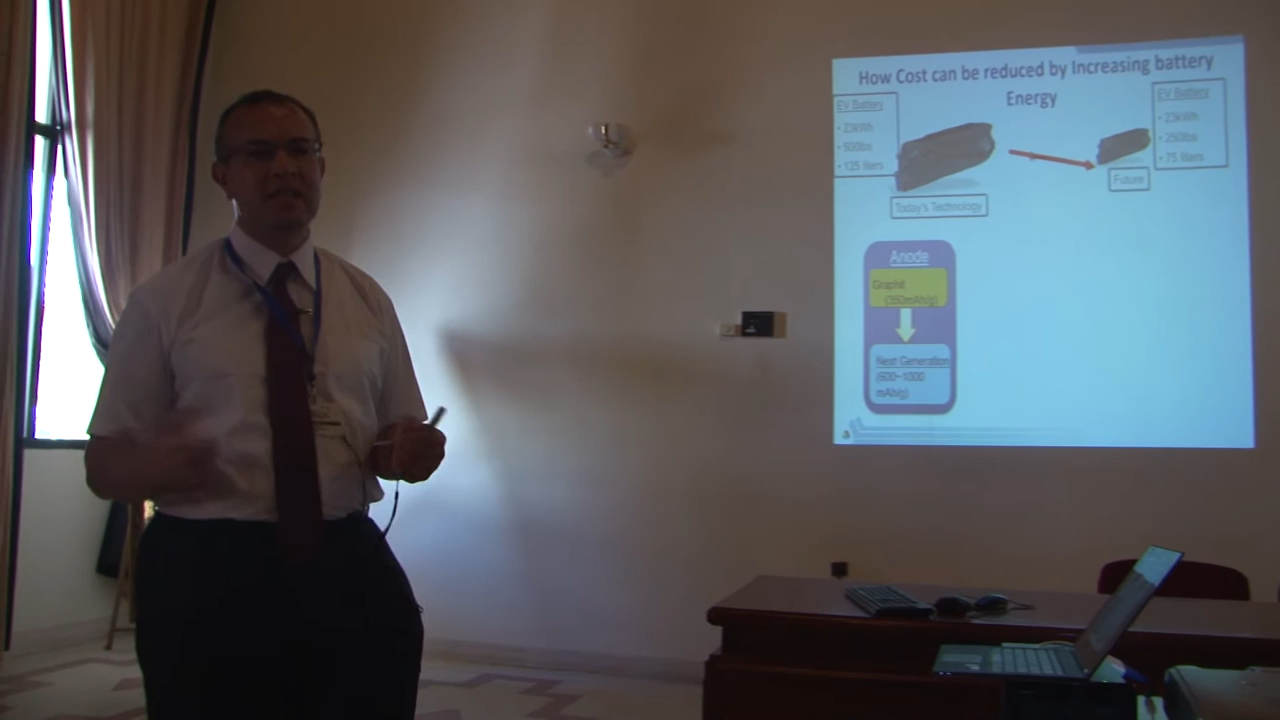 How Cost can be reduced by Increasing battery
Energy
EV Battery
• 23kWh
• 500lbs
• 125 liters
Today's Technology
EV Battery
• 23kWh
• 250lbs
• 75 liters
Future
Anode
Graphit
(350mAh/g)
Next Generation
(600~1000
mAh/g)